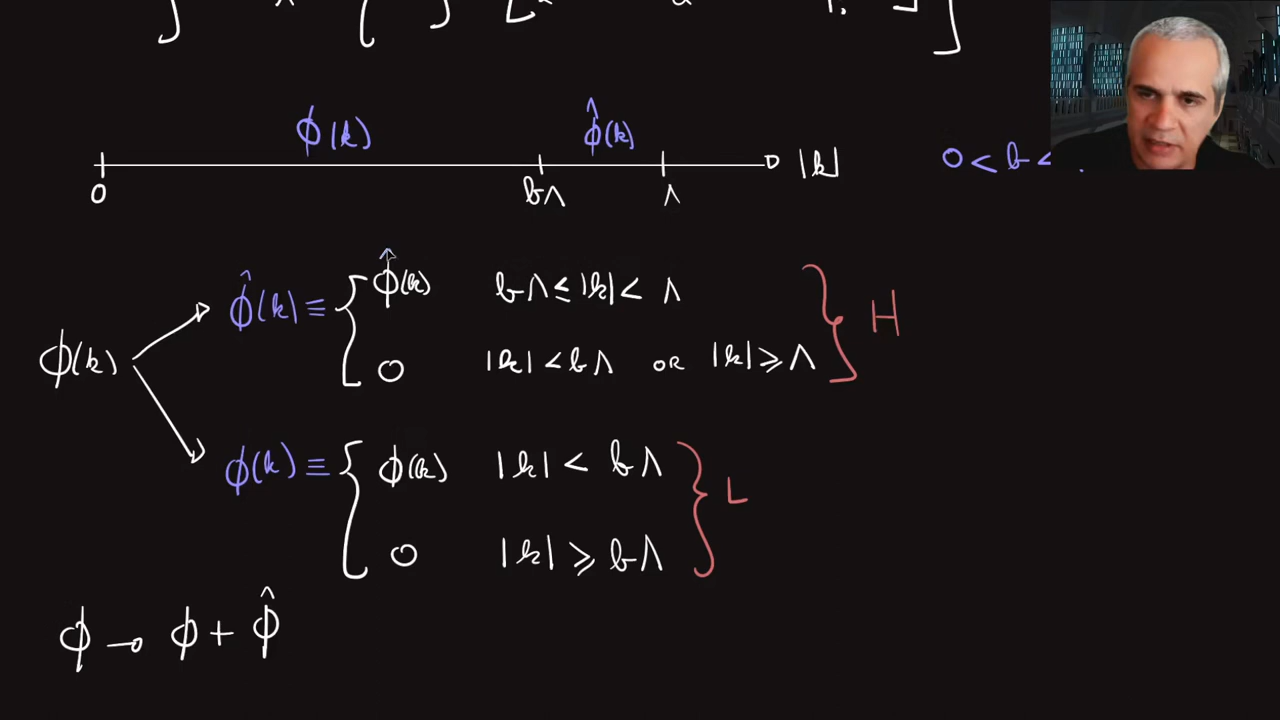 ϕ(k) ϕ̂(k)
0 bΛ Λ |k| 0 < b <
ϕ̂(k) ≡ { ϕ̂(k) bΛ ≤ |k| < Λ } H
0 |k| < bΛ OR |k| ⩾ Λ
ϕ(k)
ϕ(k) ≡ { ϕ(k) |k| < bΛ } L
0 |k| ⩾ bΛ
ϕ → ϕ + ϕ̂